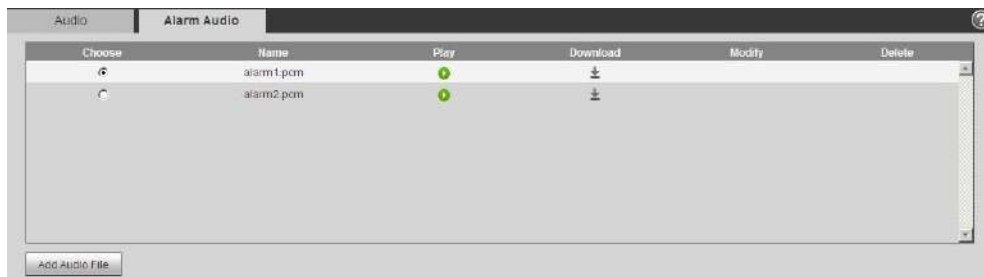 Audio Alarm Audio
Choose Name Play Download Modify Delete
alarm1.pcm
alarm2.pcm
Add Audio File